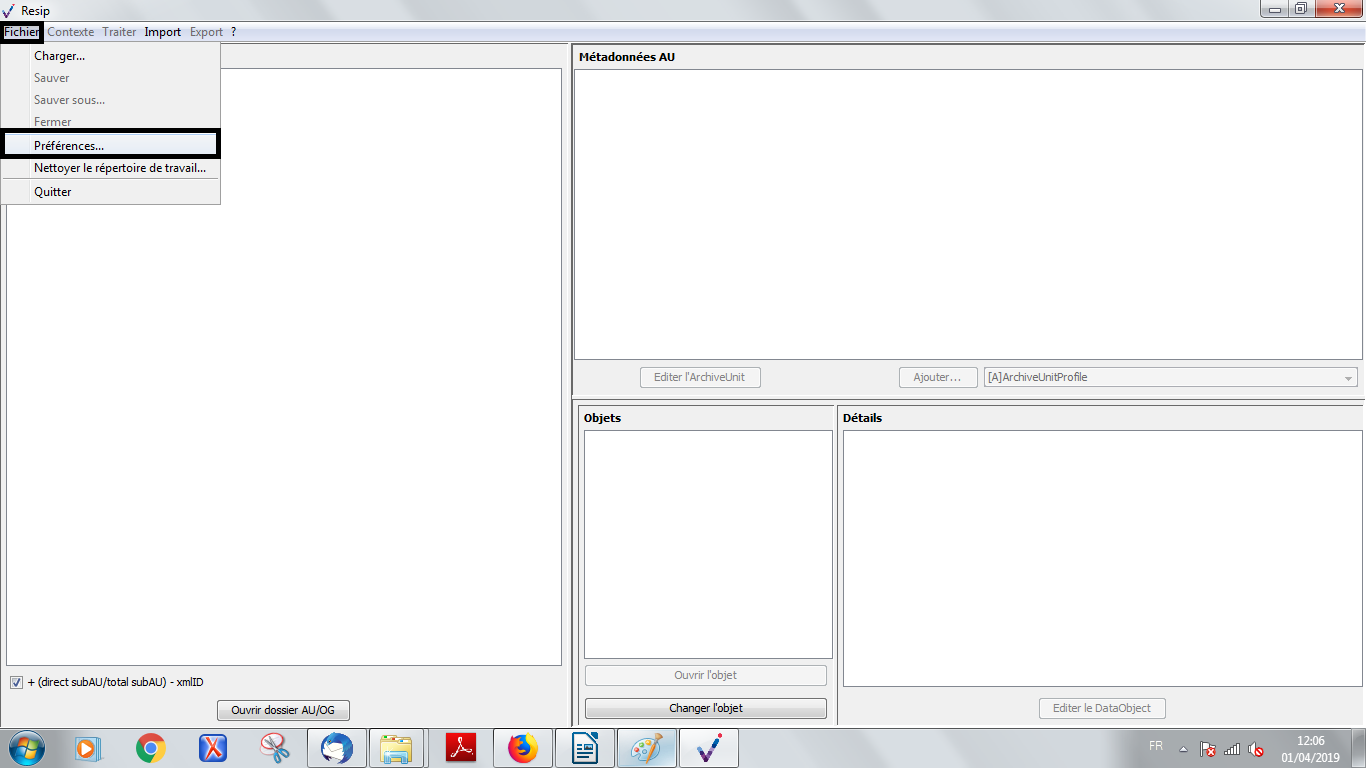 Resip
Fichier Contexte Traiter Import Export ?
Charger...
Sauver
Sauver sous...
Fermer
Préférences...
Nettoyer le répertoire de travail...
Quitter
Métadonnées AU
Editer l'ArchiveUnit
Ajouter...
[A]ArchiveUnitProfile
Objets
Détails
Ouvrir l'objet
Changer l'objet
Editer le DataObject
+ (direct subAU/total subAU) - xmlID
Ouvrir dossier AU/OG
FR
12:06
01/04/2019